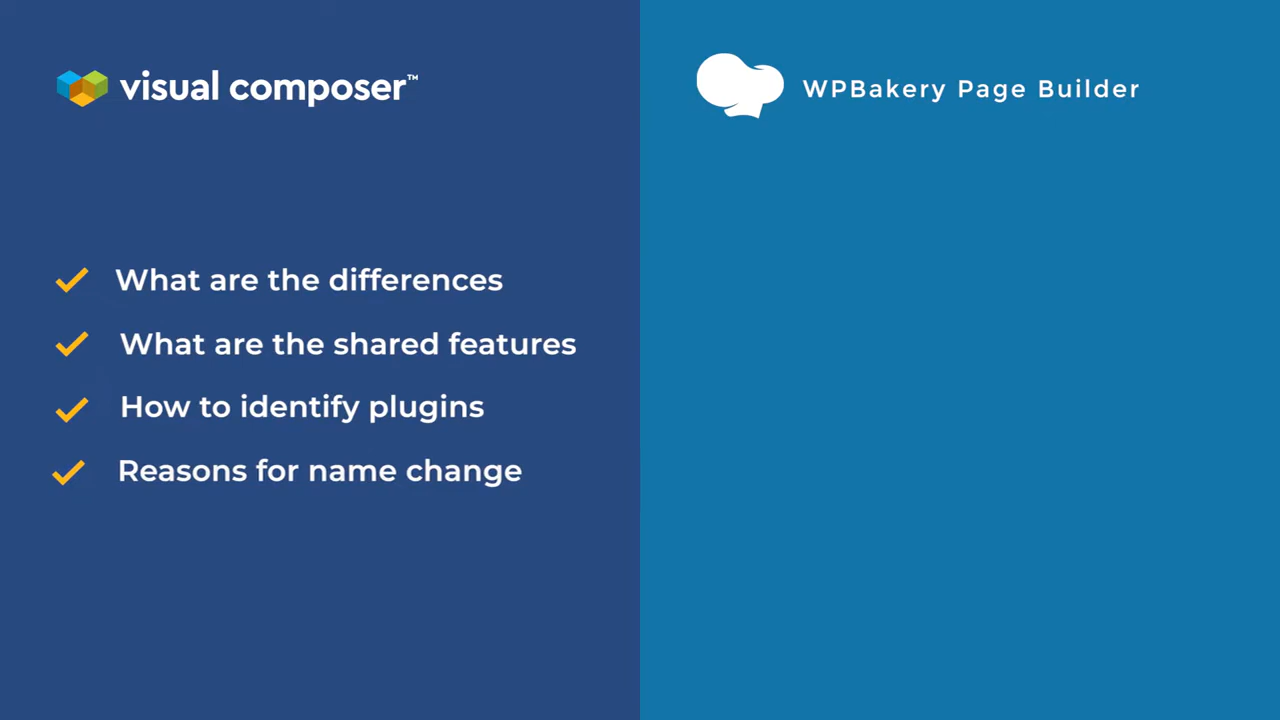 visual composer™
WPBakery Page Builder
What are the differences
What are the shared features
How to identify plugins
Reasons for name change